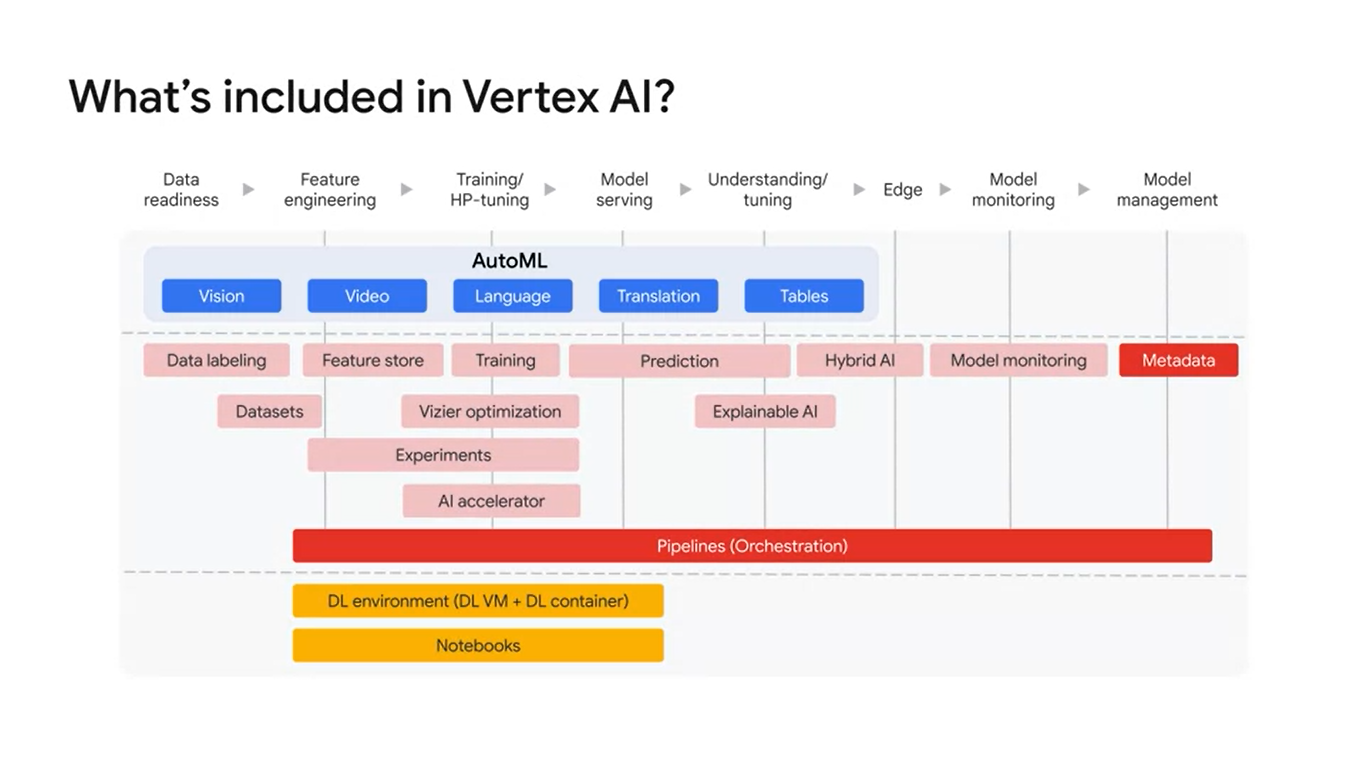 What's included in Vertex AI?
Data
readiness
Feature
engineering
Training/
HP-tuning
Model
serving
Understanding/
tuning
Edge
Model
monitoring
Model
management
AutoML
Vision
Video
Language
Translation
Tables
Data labeling
Feature store
Training
Prediction
Hybrid AI
Model monitoring
Metadata
Datasets
Vizier optimization
Explainable AI
Experiments
AI accelerator
Pipelines (Orchestration)
DL environment (DL VM + DL container)
Notebooks